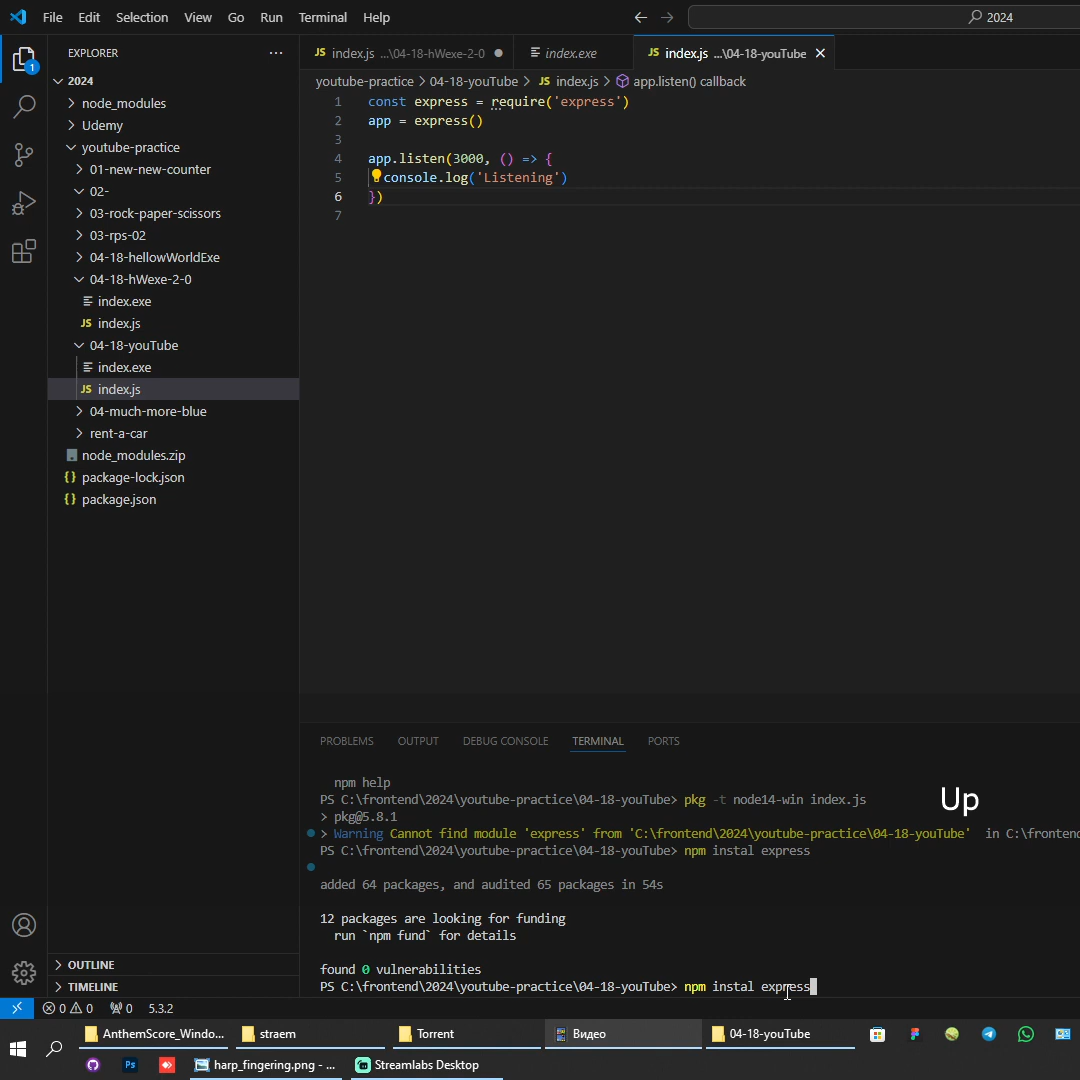 File Edit Selection View Go Run Terminal Help
2024
EXPLORER
2024
node_modules
Udemy
youtube-practice
01-new-new-counter
02-
03-rock-paper-scissors
03-rps-02
04-18-hellowWorldExe
04-18-hWexe-2-0
index.exe
JS index.js
04-18-youTube
index.exe
JS index.js
04-much-more-blue
rent-a-car
node_modules.zip
{} package-lock.json
{} package.json
OUTLINE
TIMELINE
JS index.js ...\04-18-hWexe-2-0
index.exe
JS index.js ...\04-18-youTube
youtube-practice > 04-18-youTube > JS index.js > app.listen() callback
1 const express = require('express')
2 app = express()
3
4 app.listen(3000, () => {
5 console.log('Listening')
6 })
7
PROBLEMS OUTPUT DEBUG CONSOLE TERMINAL PORTS
npm help
PS C:\frontend\2024\youtube-practice\04-18-youTube> pkg -t node14-win index.js
> pkg@5.8.1
> Warning Cannot find module 'express' from 'C:\frontend\2024\youtube-practice\04-18-youTube' in C:\frontend
PS C:\frontend\2024\youtube-practice\04-18-youTube> npm instal express
added 64 packages, and audited 65 packages in 54s
12 packages are looking for funding
run `npm fund` for details
found 0 vulnerabilities
PS C:\frontend\2024\youtube-practice\04-18-youTube> npm instal express
Up
1
0 0 0 5.3.2
AnthemScore_Windo... straem Torrent Видео 04-18-youTube
Ps harp_fingering.png - ... Streamlabs Desktop